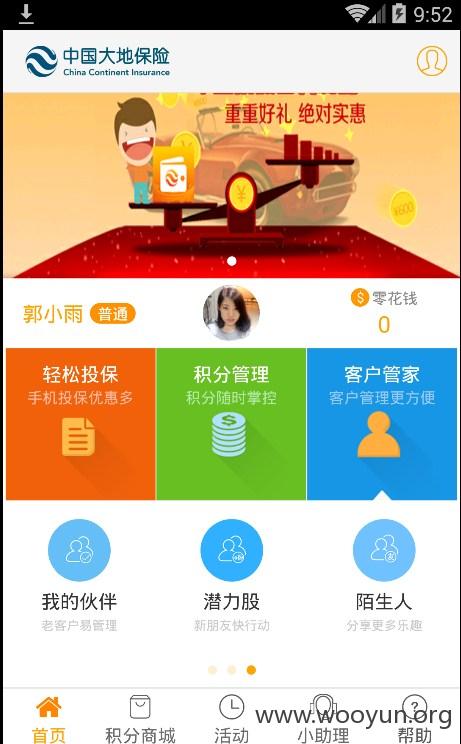 9:52
中国大地保险
China Continent Insurance
重重好礼 绝对实惠
¥
¥600
郭小雨 普通
$ 零花钱
0
轻松投保
手机投保优惠多
积分管理
积分随时掌控
客户管家
客户管理更方便
我的伙伴
老客户易管理
潜力股
新朋友快行动
陌生人
分享更多乐趣
www.wooyun.org
首页
积分商城
活动
小助理
帮助